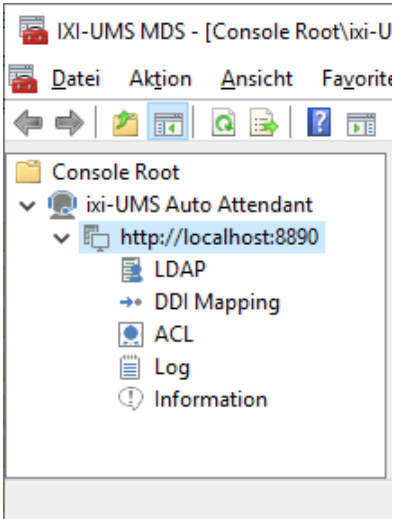 IXI-UMS MDS - [Console Root\ixi-U
Datei Aktion Ansicht Favorite
Console Root
ixi-UMS Auto Attendant
http://localhost:8890
LDAP
DDI Mapping
ACL
Log
Information